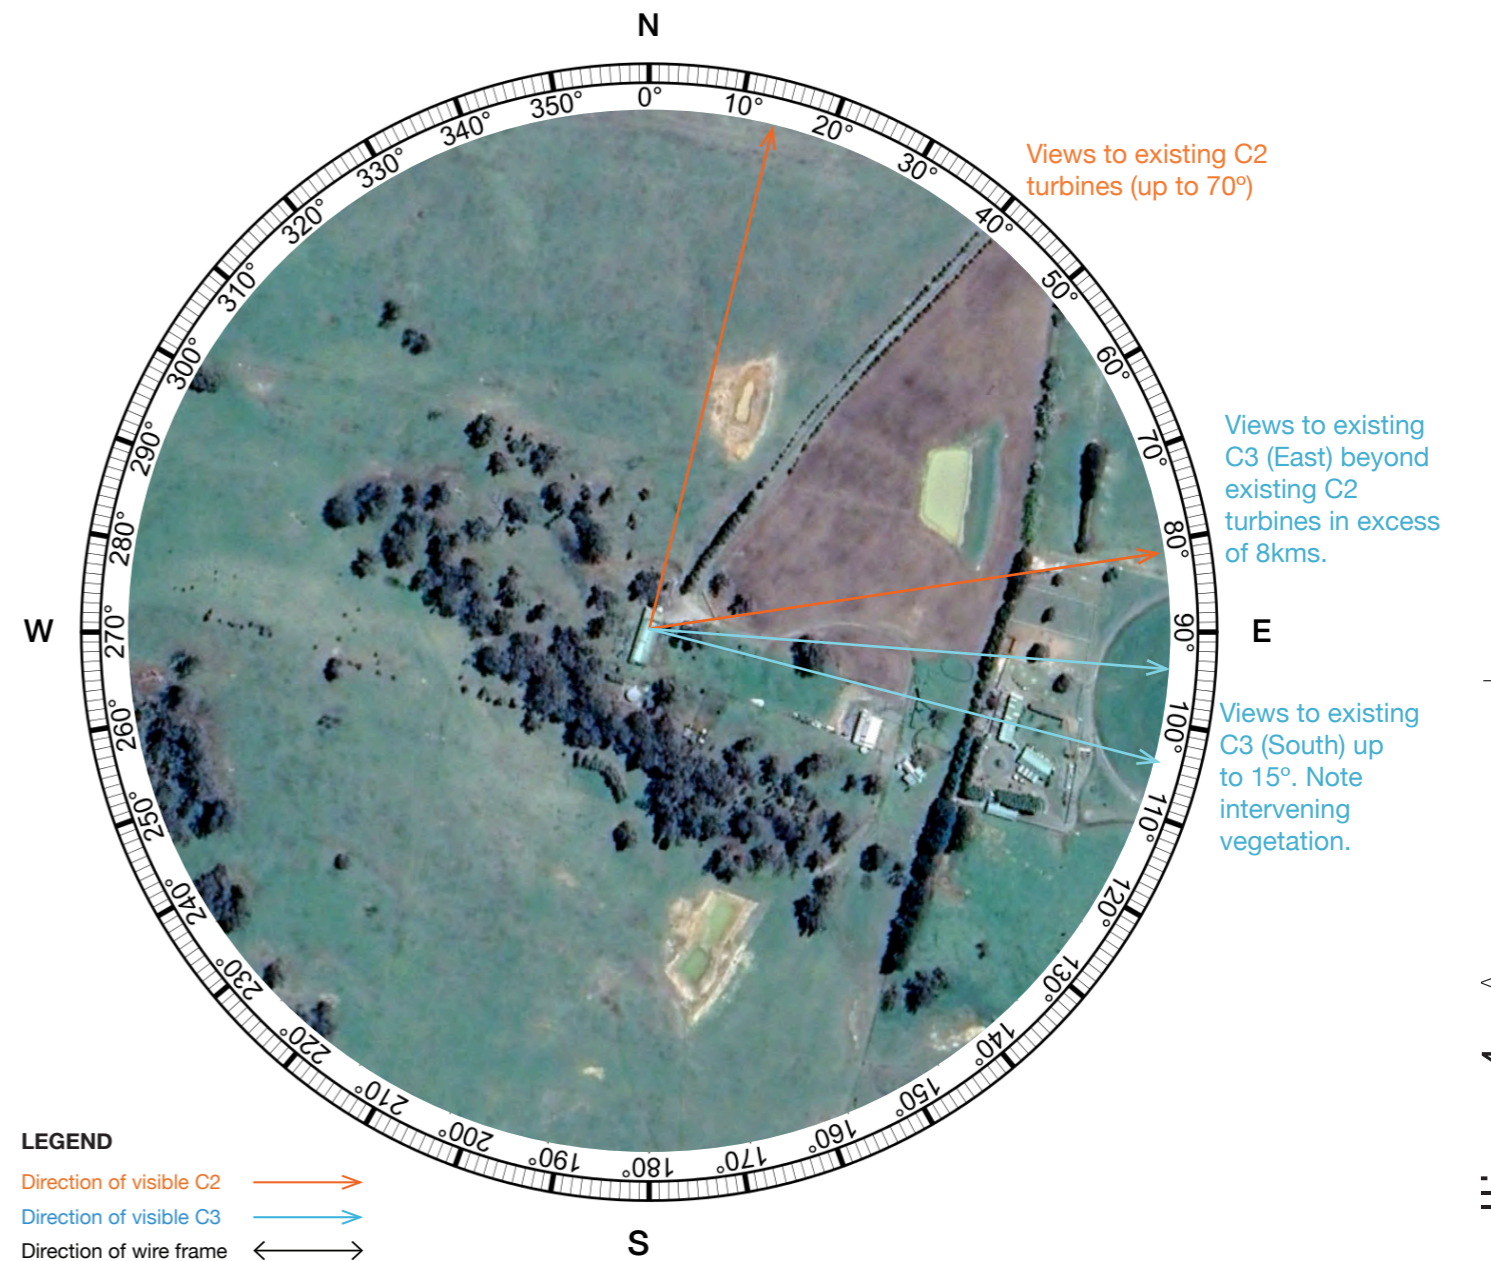 N
0°
10°
20°
30°
40°
50°
60°
70°
80°
90°
100°
110°
120°
130°
140°
150°
160°
170°
180°
190°
200°
210°
220°
230°
240°
250°
260°
270°
280°
290°
300°
310°
320°
330°
340°
350°
Views to existing C2
turbines (up to 70º)
Views to existing
C3 (East) beyond
existing C2
turbines in excess
of 8kms.
W
E
Views to existing
C3 (South) up
to 15º. Note
intervening
vegetation.
S
LEGEND
Direction of visible C2
Direction of visible C3
Direction of wire frame